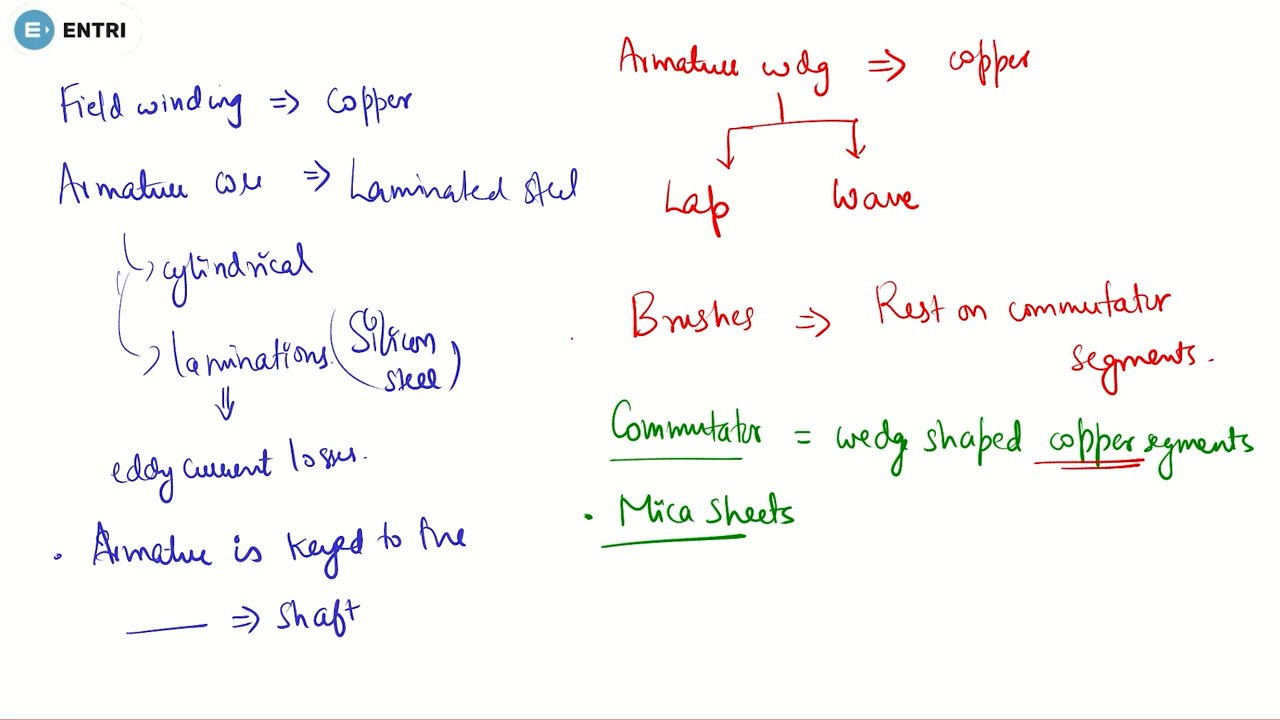 ENTRI
Field winding => Copper
Armature core => Laminated steel
cylindrical
laminations (Silicon
steel)
eddy current losses.
. Armature is keyed to the
____ => shaft
Armature wdg => copper
Lap Wave
Brushes => Rest on commutator
segments.
Commutator = wedg shaped copper segments
. Mica sheets